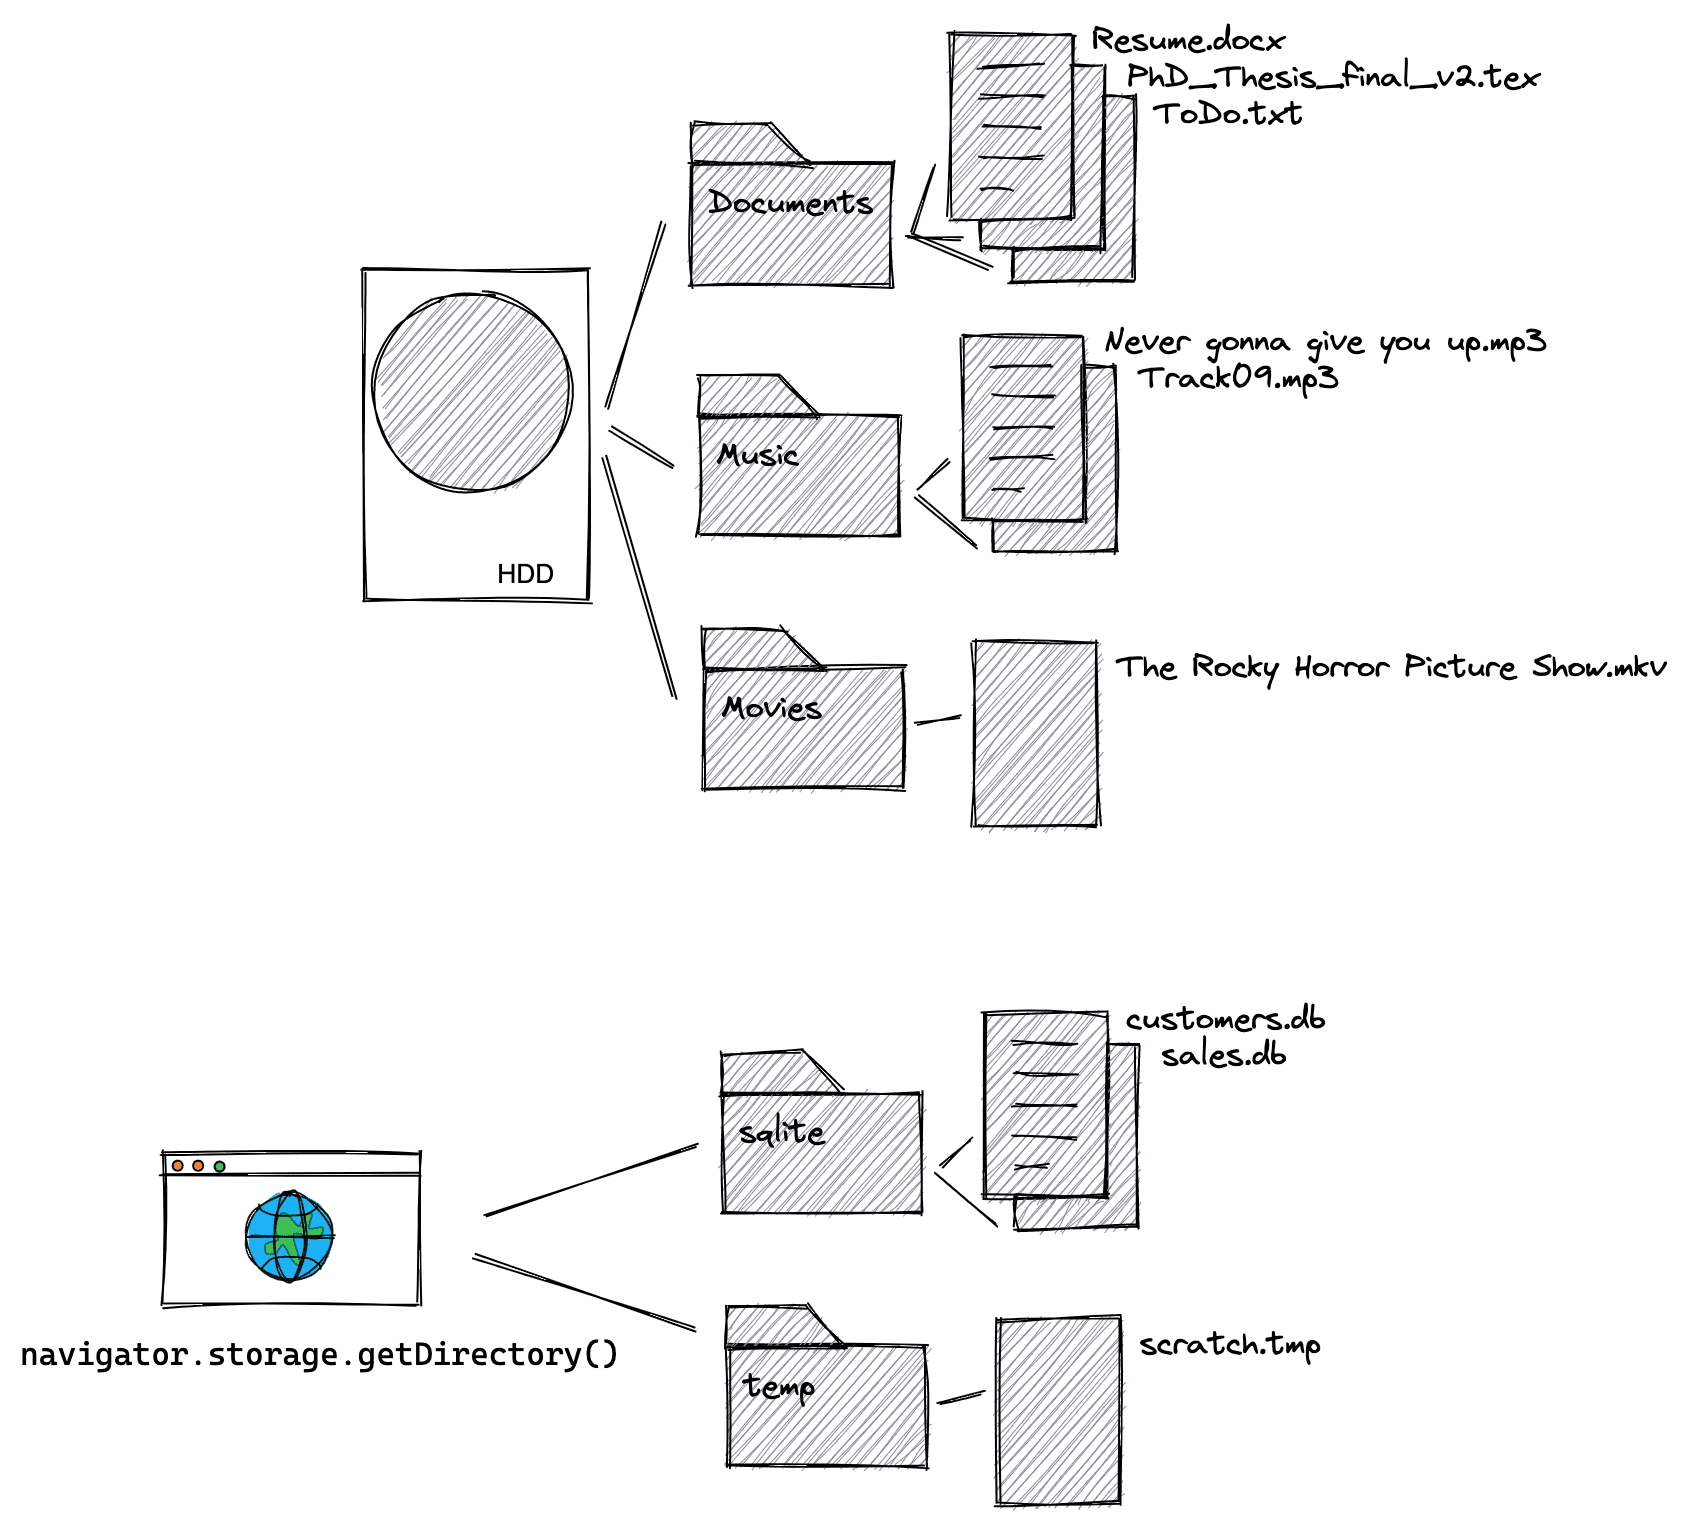 Resume.docx
PhD_Thesis_final_v2.tex
ToDo.txt
Documents
Never gonna give you up.mp3
Track09.mp3
Music
HDD
The Rocky Horror Picture Show.mkv
Movies
customers.db
sales.db
sqlite
navigator.storage.getDirectory()
scratch.tmp
temp